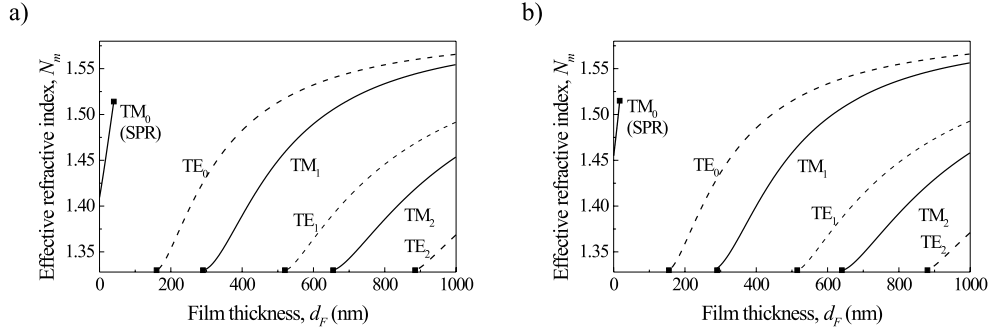 a)
Effective refractive index, N_m
1.55
1.50
1.45
1.40
1.35
TM_0
(SPR)
TE_0
TM_1
TE_1
TM_2
TE_2
0 200 400 600 800 1000
Film thickness, d_F (nm)
b)
Effective refractive index, N_m
1.55
1.50
1.45
1.40
1.35
TM_0
(SPR)
TE_0
TM_1
TE_1
TM_2
TE_2
0 200 400 600 800 1000
Film thickness, d_F (nm)